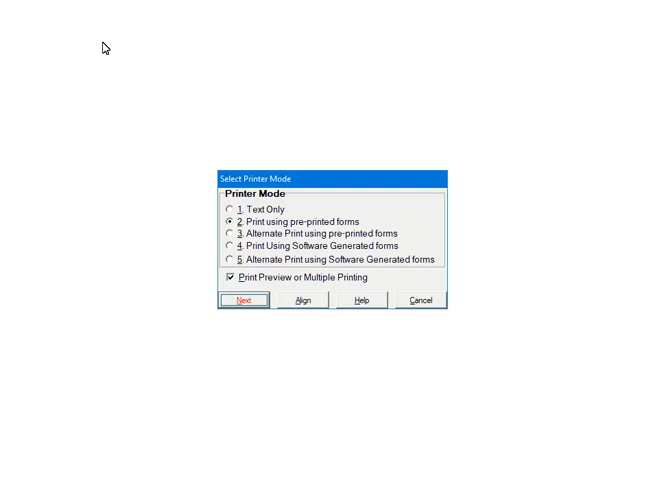 Select Printer Mode
Printer Mode
1. Text Only
2. Print using pre-printed forms
3. Alternate Print using pre-printed forms
4. Print Using Software Generated forms
5. Alternate Print using Software Generated forms
Print Preview or Multiple Printing
Next Align Help Cancel